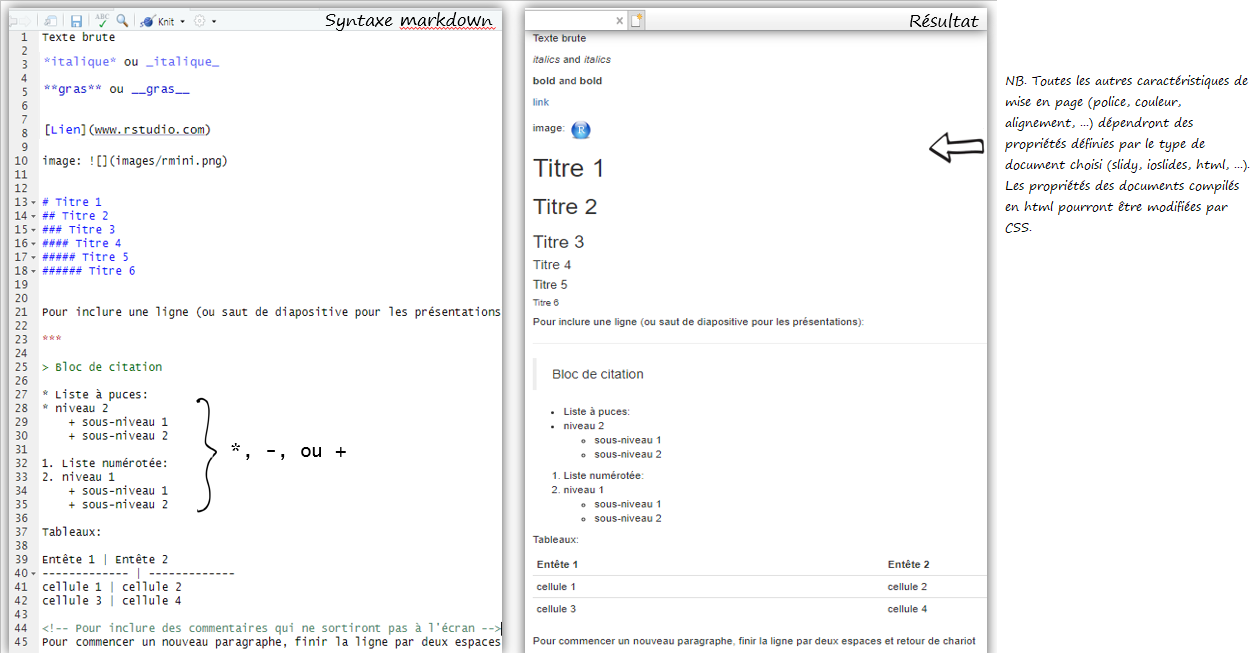 Knit
Syntaxe markdown
1 Texte brute
2
3 *italique* ou _italique_
4
5 **gras** ou __gras__
6
7
8 [Lien](www.rstudio.com)
9
10 image: ![](images/rmini.png)
11
12
13 # Titre 1
14 ## Titre 2
15 ### Titre 3
16 #### Titre 4
17 ##### Titre 5
18 ###### Titre 6
19
20
21 Pour inclure une ligne (ou saut de diapositive pour les présentations
22
23 ***
24
25 > Bloc de citation
26
27 * Liste à puces:
28 * niveau 2
29 + sous-niveau 1
30 + sous-niveau 2
31
32 1. Liste numérotée:
33 2. niveau 1
34 + sous-niveau 1
35 + sous-niveau 2
36
37 Tableaux:
38
39 Entête 1 | Entête 2
40 ------------- | -------------
41 cellule 1 | cellule 2
42 cellule 3 | cellule 4
43
44 <!-- Pour inclure des commentaires qui ne sortiront pas à l'écran -->
45 Pour commencer un nouveau paragraphe, finir la ligne par deux espaces
*, -, ou +
Résultat
Texte brute
italics and italics
bold and bold
link
image: R
Titre 1
Titre 2
Titre 3
Titre 4
Titre 5
Titre 6
Pour inclure une ligne (ou saut de diapositive pour les présentations):
Bloc de citation
• Liste à puces:
• niveau 2
◦ sous-niveau 1
◦ sous-niveau 2
1. Liste numérotée:
2. niveau 1
◦ sous-niveau 1
◦ sous-niveau 2
Tableaux:
Entête 1 Entête 2
cellule 1 cellule 2
cellule 3 cellule 4
Pour commencer un nouveau paragraphe, finir la ligne par deux espaces et retour de chariot
NB. Toutes les autres caractéristiques de
mise en page (police, couleur,
alignement, ...) dépendront des
propriétés définies par le type de
document choisi (slidy, ioslides, html, ...).
Les propriétés des documents compilés
en html pourront être modifiées par
CSS.